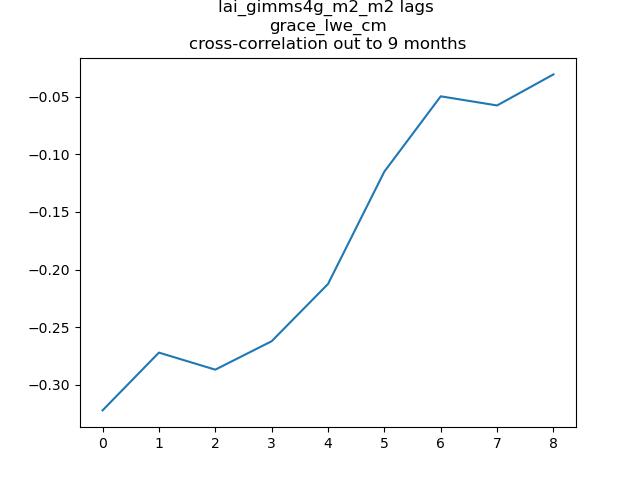 lai_gimms4g_m2_m2 lags
grace_lwe_cm
cross-correlation out to 9 months
−0.05
−0.10
−0.15
−0.20
−0.25
−0.30
0 1 2 3 4 5 6 7 8